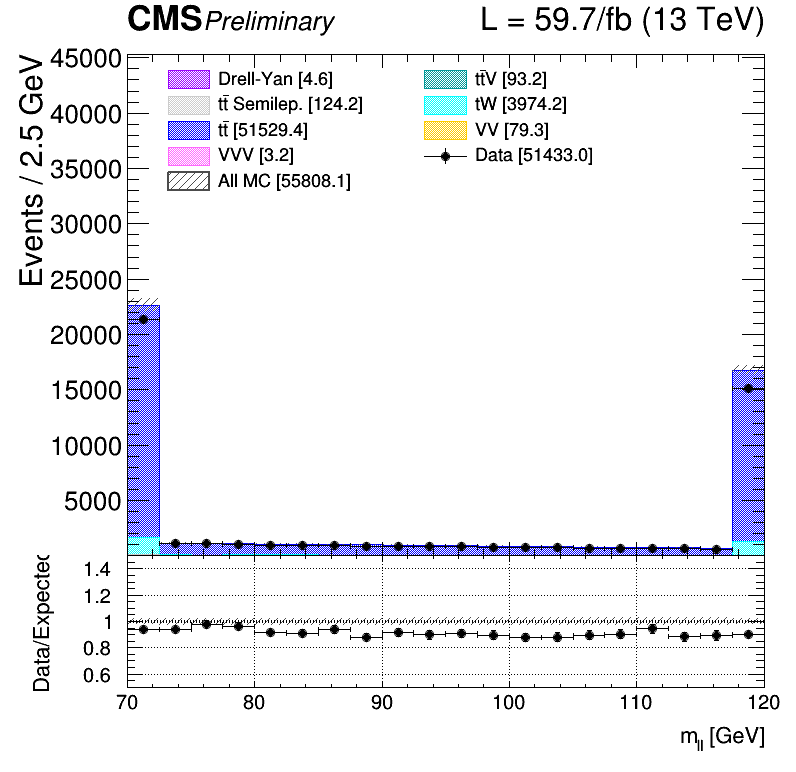 CMS Preliminary L = 59.7/fb (13 TeV)
Events / 2.5 GeV
45000
40000
35000
30000
25000
20000
15000
10000
5000
Drell-Yan [4.6]
tt̄ Semilep. [124.2]
tt̄ [51529.4]
VVV [3.2]
All MC [55808.1]
tt̄V [93.2]
tW [3974.2]
VV [79.3]
Data [51433.0]
Data/Expected
1.4
1.2
1
0.8
0.6
70 80 90 100 110 120
m_ll [GeV]